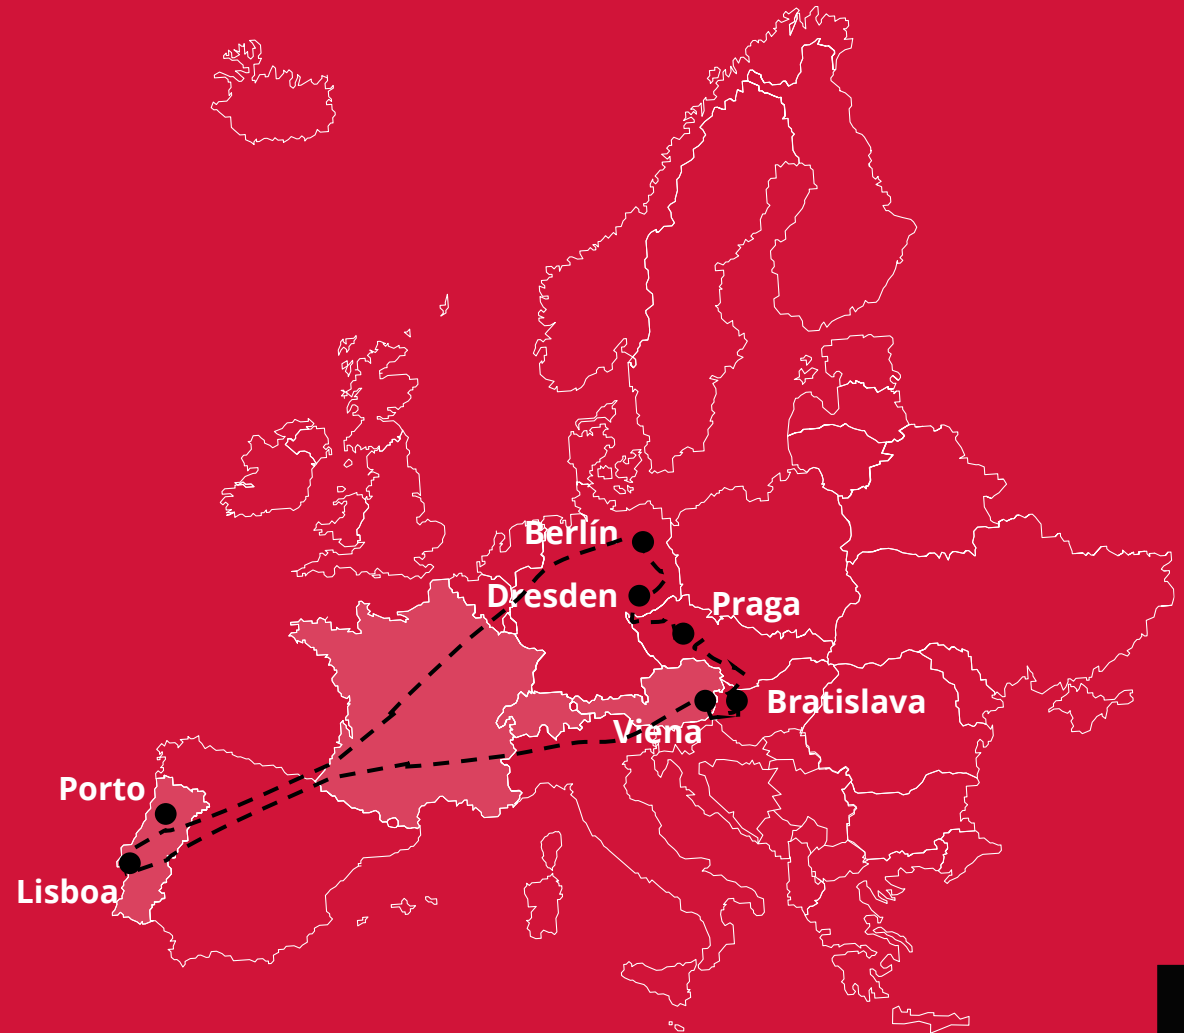 Berlín
Dresden
Praga
Bratislava
Viena
Porto
Lisboa